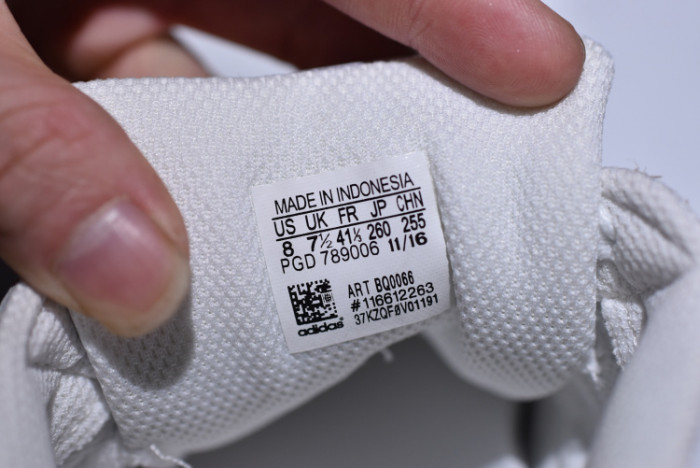 MADE IN INDONESIA
US UK FR JP CHN
8 7½ 41⅓ 260 255
PGD 789006 11/16
ART BQ0066
#116612263
37KZQF8V01191
adidas